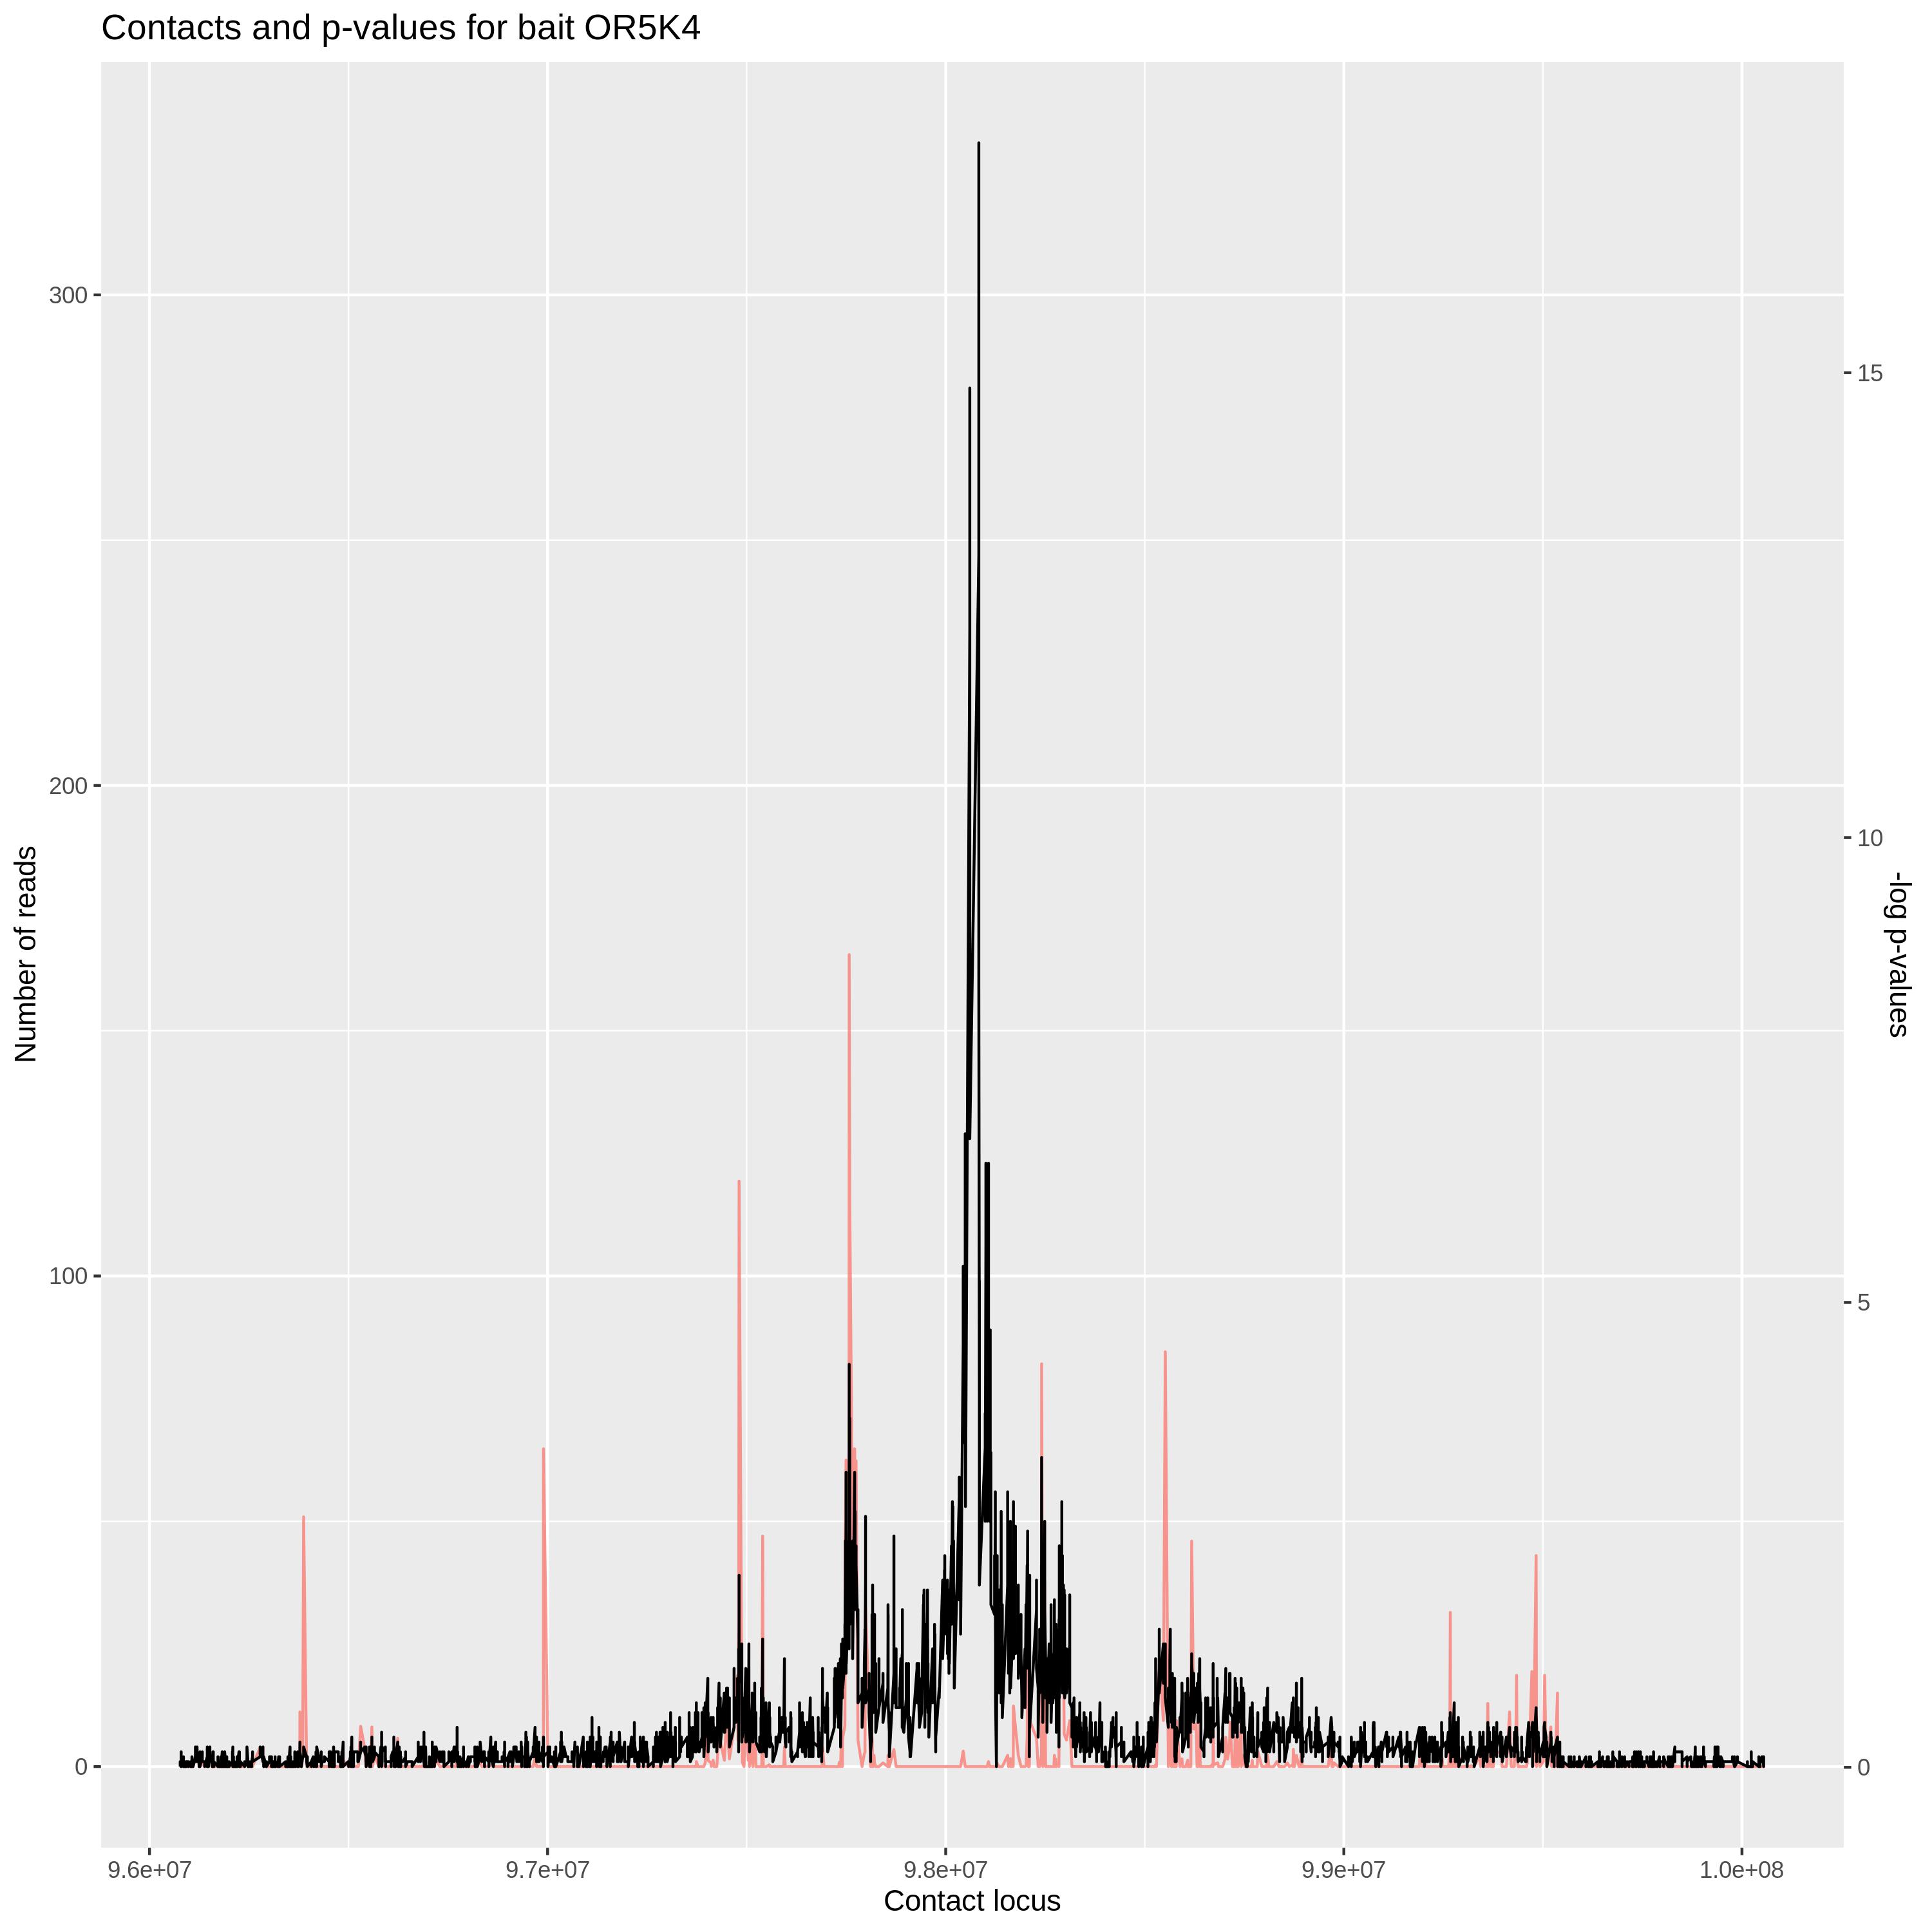 Contacts and p-values for bait OR5K4
300
200
100
0
Number of reads
15
10
5
0
-log p-values
9.6e+07 9.7e+07 9.8e+07 9.9e+07 1.0e+08
Contact locus